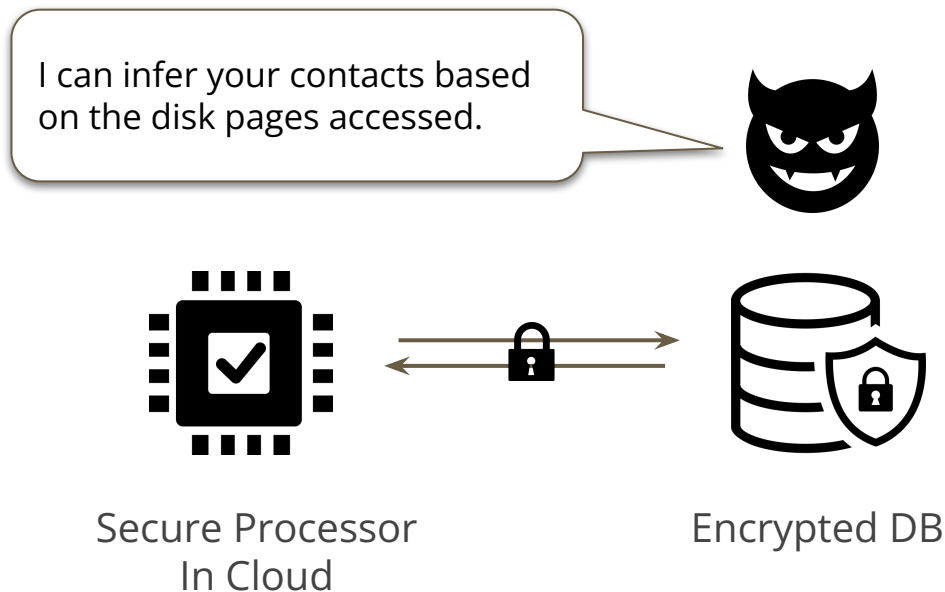 I can infer your contacts based
on the disk pages accessed.
Secure Processor
In Cloud
Encrypted DB